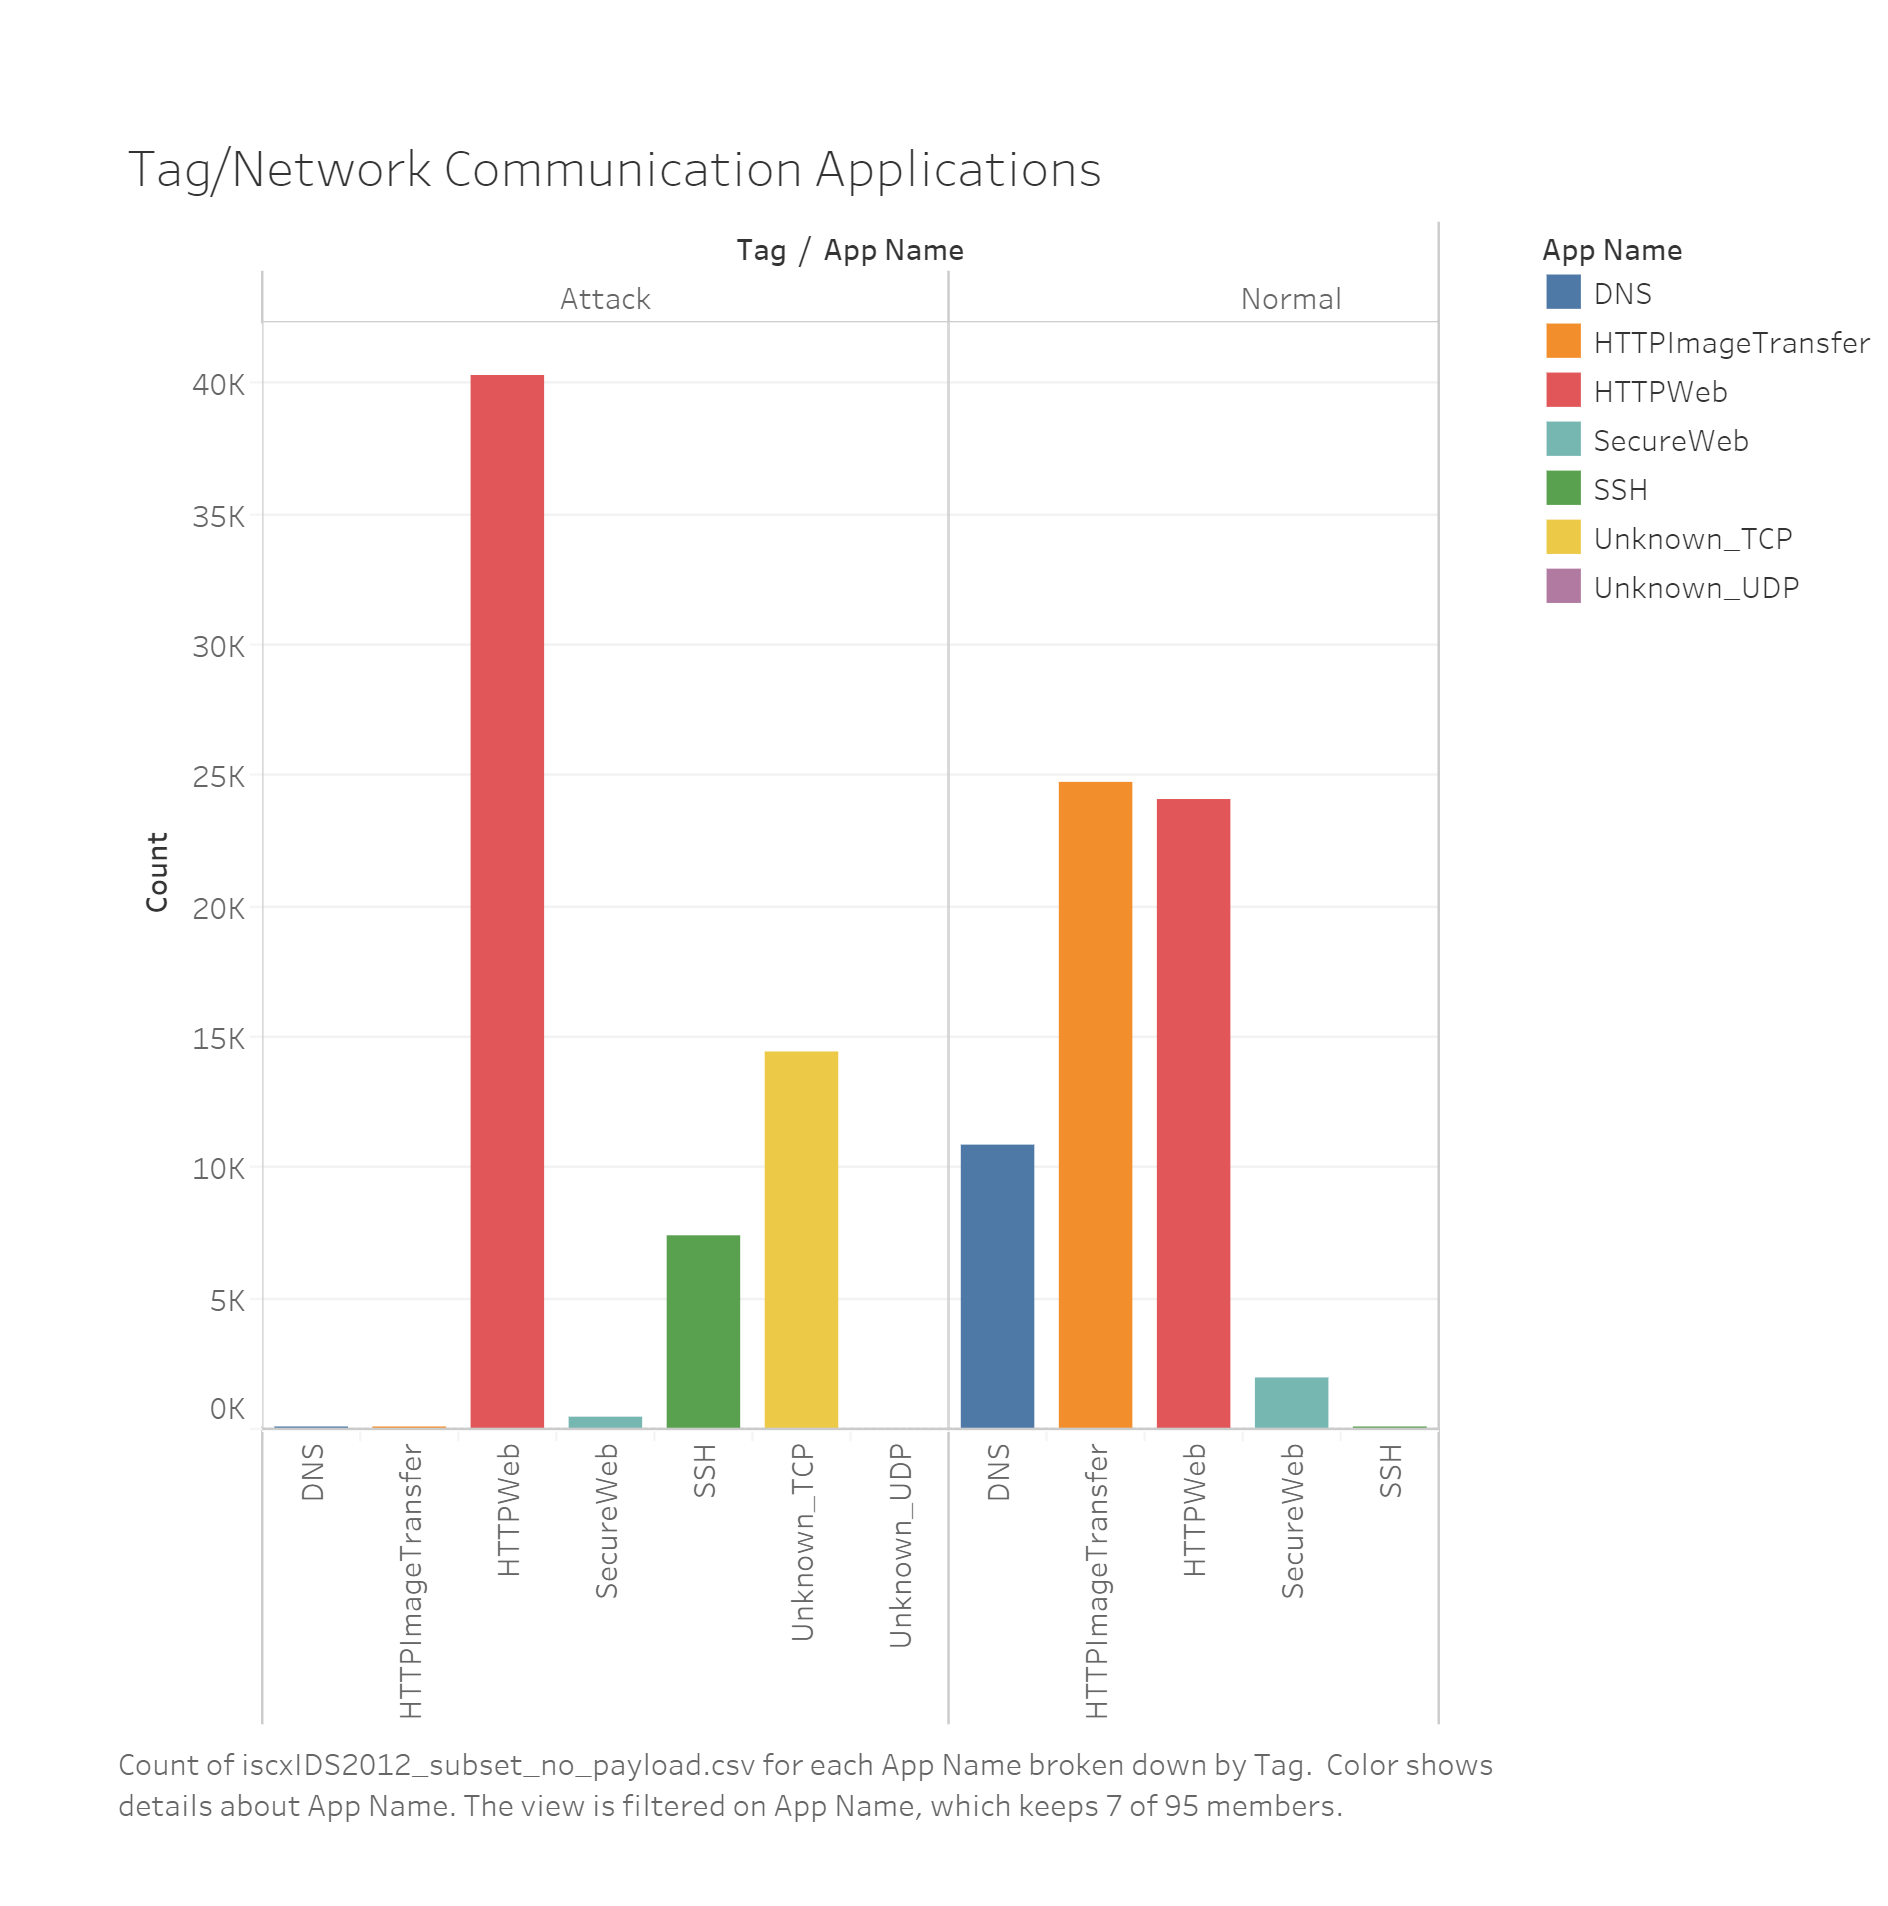 Tag/Network Communication Applications
Tag / App Name
Attack
Normal
Count
40K
35K
30K
25K
20K
15K
10K
5K
0K
DNS
HTTPImageTransfer
HTTPWeb
SecureWeb
SSH
Unknown_TCP
Unknown_UDP
DNS
HTTPImageTransfer
HTTPWeb
SecureWeb
SSH
App Name
DNS
HTTPImageTransfer
HTTPWeb
SecureWeb
SSH
Unknown_TCP
Unknown_UDP
Count of iscxIDS2012_subset_no_payload.csv for each App Name broken down by Tag.  Color shows
details about App Name. The view is filtered on App Name, which keeps 7 of 95 members.